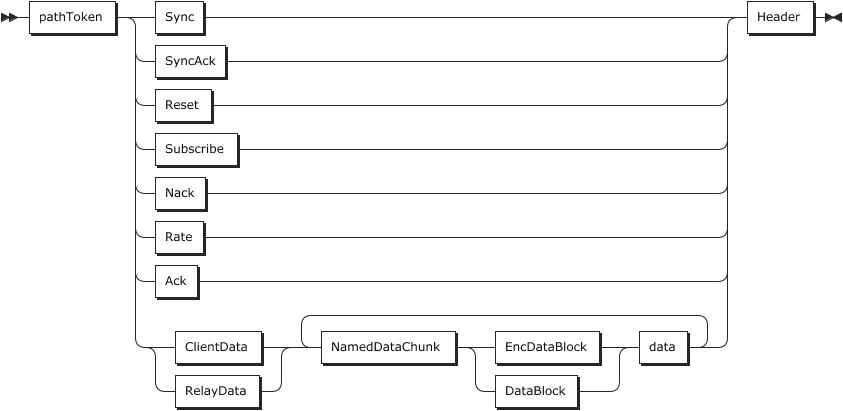 pathToken
Sync
Header
SyncAck
Reset
Subscribe
Nack
Rate
Ack
ClientData
NamedDataChunk
EncDataBlock
data
RelayData
DataBlock